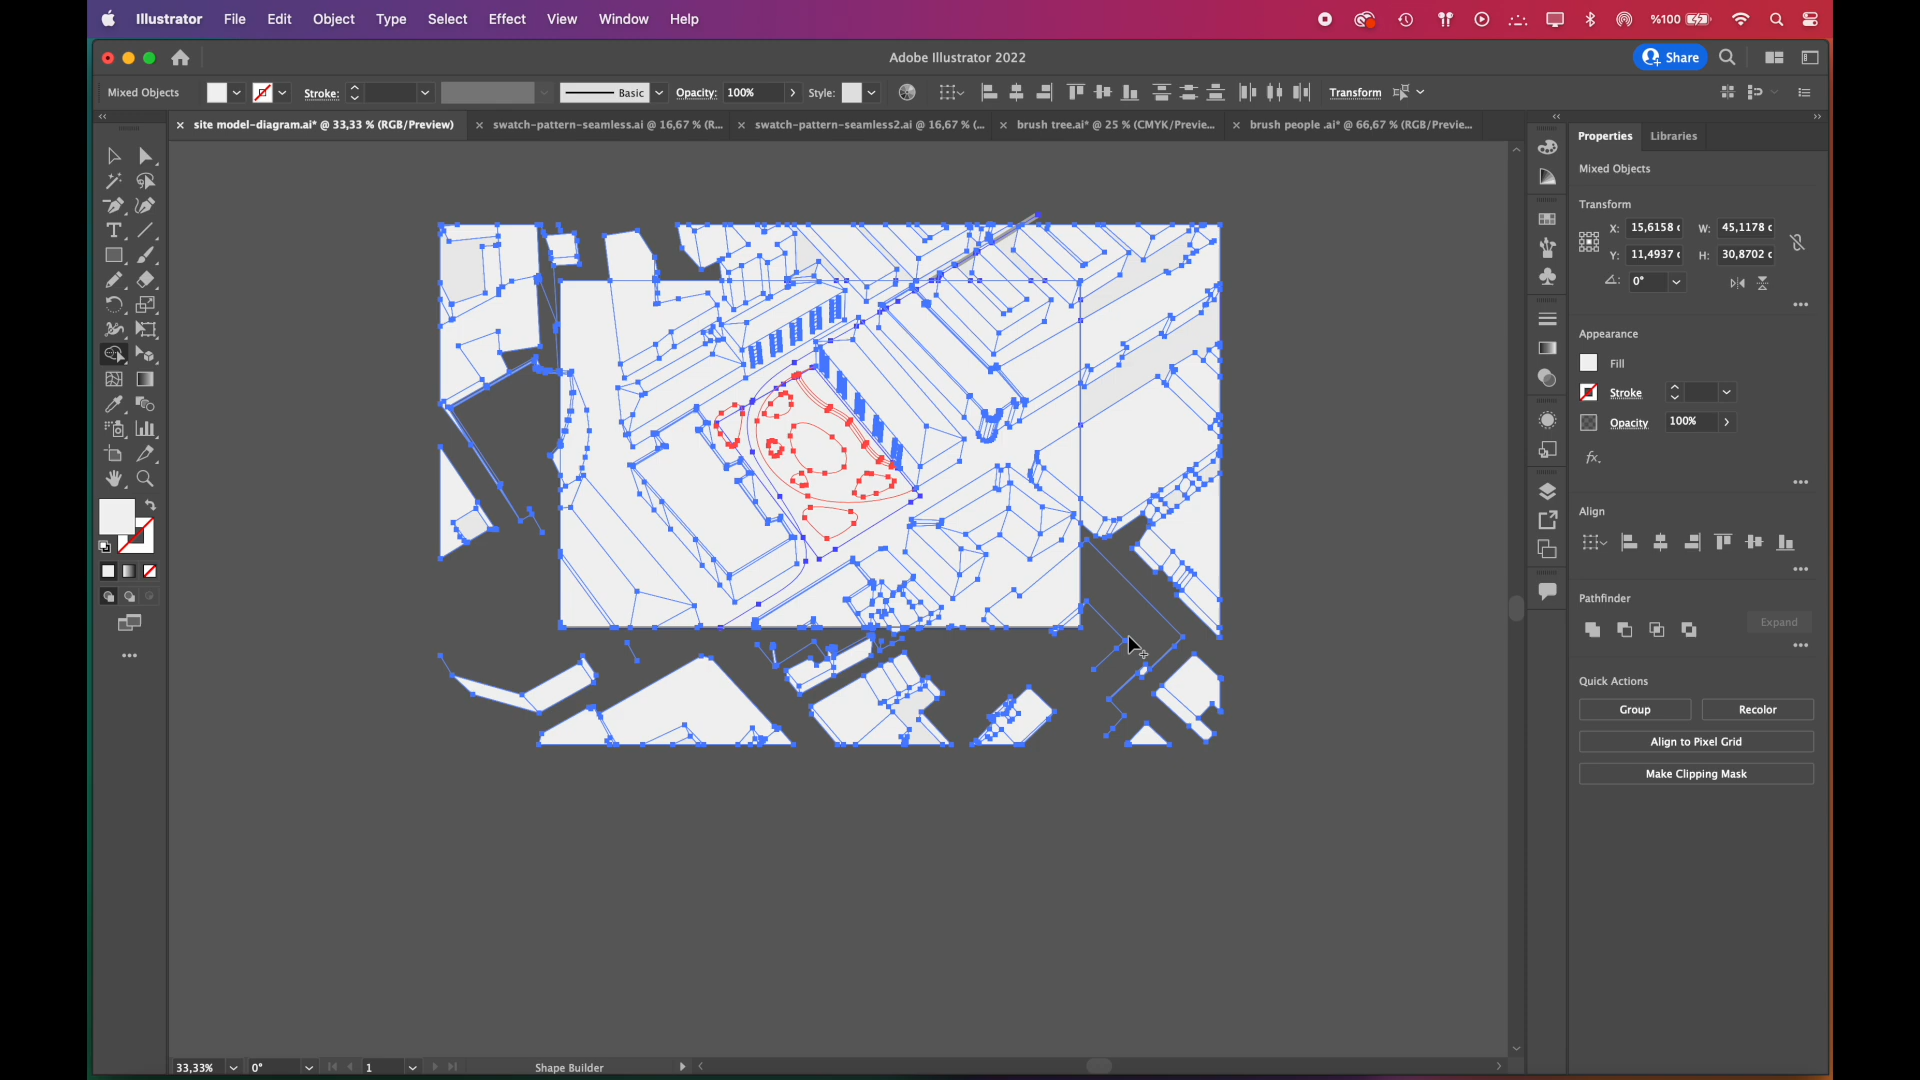 Illustrator File Edit Object Type Select Effect View Window Help %100
Adobe Illustrator 2022
Share
Mixed Objects Stroke: Basic Opacity: 100% Style: Transform
site model-diagram.ai* @ 33,33 % (RGB/Preview) swatch-pattern-seamless.ai @ 16,67 % (R... swatch-pattern-seamless2.ai @ 16,67 % (... brush tree.ai* @ 25 % (CMYK/Previe... brush people .ai* @ 66,67 % (RGB/Previe...
Properties Libraries
Mixed Objects
Transform
X: 15,6158 c W: 45,1178 c
Y: 11,4937 c H: 30,8702 c
0°
Appearance
Fill
Stroke
Opacity 100%
fx.
Align
Pathfinder
Expand
Quick Actions
Group Recolor
Align to Pixel Grid
Make Clipping Mask
33,33% 0° 1 Shape Builder